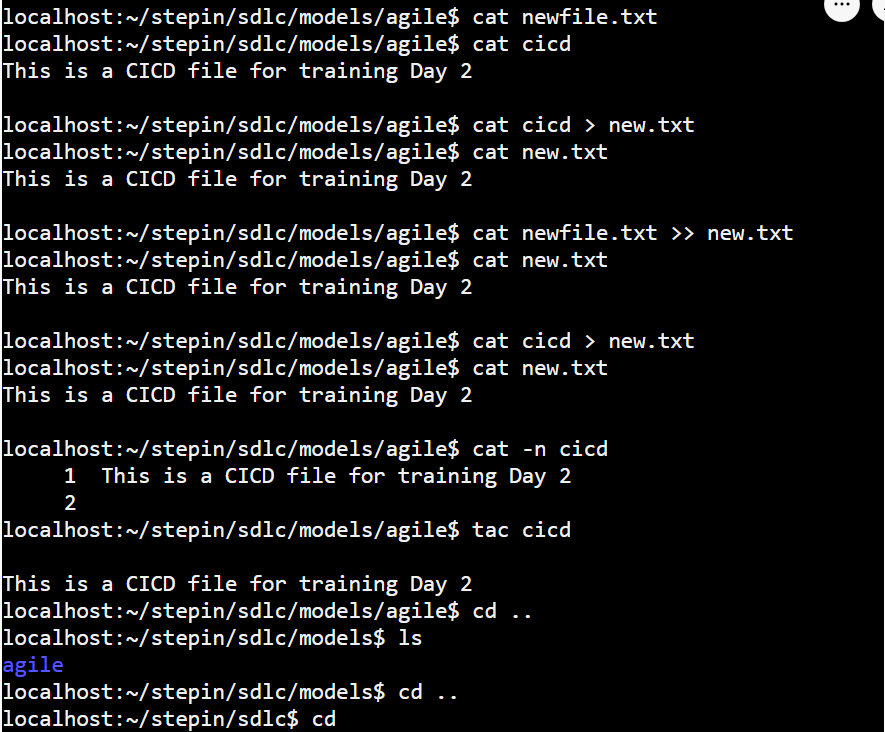 localhost:~/stepin/sdlc/models/agile$ cat newfile.txt
localhost:~/stepin/sdlc/models/agile$ cat cicd
This is a CICD file for training Day 2
localhost:~/stepin/sdlc/models/agile$ cat cicd > new.txt
localhost:~/stepin/sdlc/models/agile$ cat new.txt
This is a CICD file for training Day 2
localhost:~/stepin/sdlc/models/agile$ cat newfile.txt >> new.txt
localhost:~/stepin/sdlc/models/agile$ cat new.txt
This is a CICD file for training Day 2
localhost:~/stepin/sdlc/models/agile$ cat cicd > new.txt
localhost:~/stepin/sdlc/models/agile$ cat new.txt
This is a CICD file for training Day 2
localhost:~/stepin/sdlc/models/agile$ cat -n cicd
1 This is a CICD file for training Day 2
2
localhost:~/stepin/sdlc/models/agile$ tac cicd
This is a CICD file for training Day 2
localhost:~/stepin/sdlc/models/agile$ cd ..
localhost:~/stepin/sdlc/models$ ls
agile
localhost:~/stepin/sdlc/models$ cd ..
localhost:~/stepin/sdlc$ cd